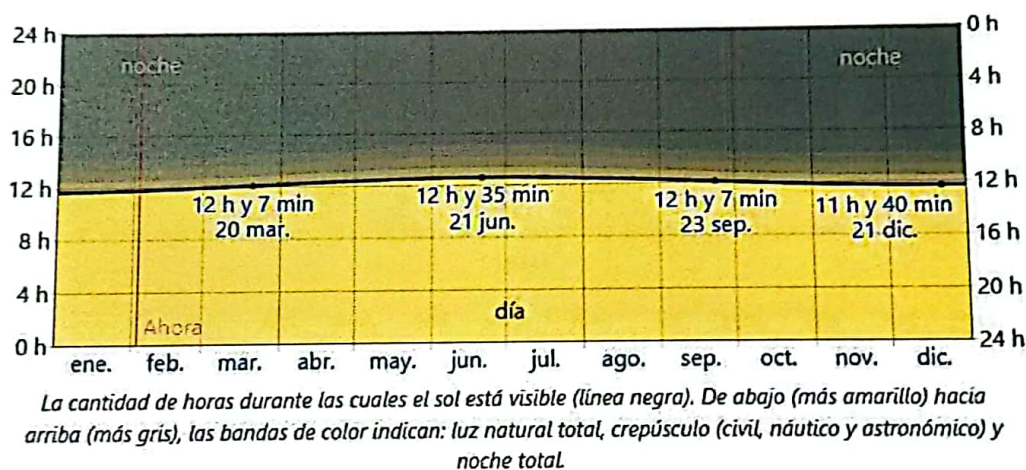 24 h
20 h
16 h
12 h
8 h
4 h
0 h
0 h
4 h
8 h
12 h
16 h
20 h
24 h
noche
noche
12 h y 7 min
20 mar.
12 h y 35 min
21 jun.
12 h y 7 min
23 sep.
11 h y 40 min
21 dic.
día
Ahora
ene. feb. mar. abr. may. jun. jul. ago. sep. oct. nov. dic.
La cantidad de horas durante las cuales el sol está visible (línea negra). De abajo (más amarillo) hacia
arriba (más gris), las bandas de color indican: luz natural total, crepúsculo (civil, náutico y astronómico) y
noche total.